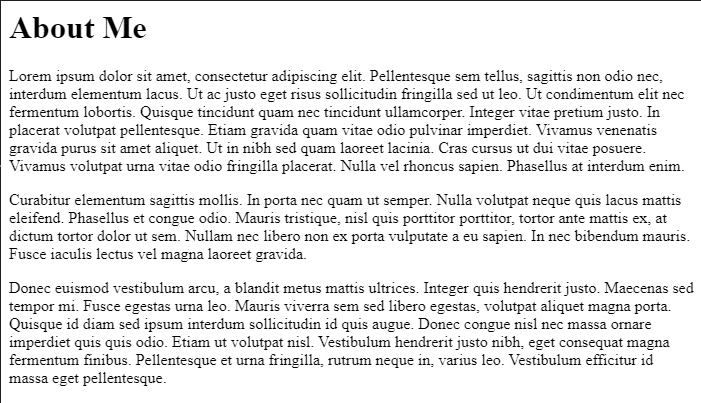 About Me
Lorem ipsum dolor sit amet, consectetur adipiscing elit. Pellentesque sem tellus, sagittis non odio nec,
interdum elementum lacus. Ut ac justo eget risus sollicitudin fringilla sed ut leo. Ut condimentum elit nec
fermentum lobortis. Quisque tincidunt quam nec tincidunt ullamcorper. Integer vitae pretium justo. In
placerat volutpat pellentesque. Etiam gravida quam vitae odio pulvinar imperdiet. Vivamus venenatis
gravida purus sit amet aliquet. Ut in nibh sed quam laoreet lacinia. Cras cursus ut dui vitae posuere.
Vivamus volutpat urna vitae odio fringilla placerat. Nulla vel rhoncus sapien. Phasellus at interdum enim.
Curabitur elementum sagittis mollis. In porta nec quam ut semper. Nulla volutpat neque quis lacus mattis
eleifend. Phasellus et congue odio. Mauris tristique, nisl quis porttitor porttitor, tortor ante mattis ex, at
dictum tortor dolor ut sem. Nullam nec libero non ex porta vulputate a eu sapien. In nec bibendum mauris.
Fusce iaculis lectus vel magna laoreet gravida.
Donec euismod vestibulum arcu, a blandit metus mattis ultrices. Integer quis hendrerit justo. Maecenas sed
tempor mi. Fusce egestas urna leo. Mauris viverra sem sed libero egestas, volutpat aliquet magna porta.
Quisque id diam sed ipsum interdum sollicitudin id quis augue. Donec congue nisl nec massa ornare
imperdiet quis quis odio. Etiam ut volutpat nisl. Vestibulum hendrerit justo nibh, eget consequat magna
fermentum finibus. Pellentesque et urna fringilla, rutrum neque in, varius leo. Vestibulum efficitur id
massa eget pellentesque.